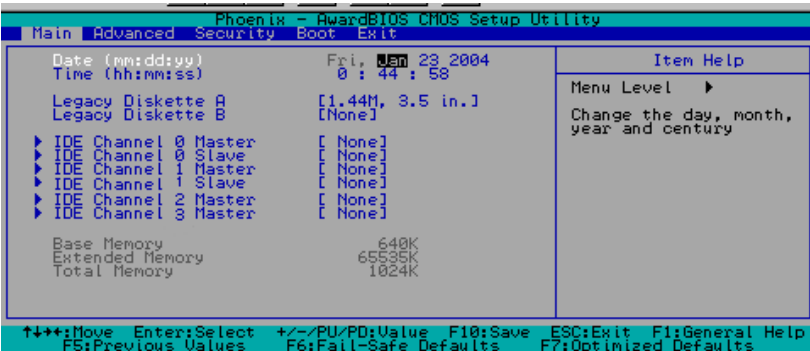 Phoenix - AwardBIOS CMOS Setup Utility
Main Advanced Security Boot Exit
Date (mm:dd:yy) Fri, Jan 23 2004
Time (hh:mm:ss) 0 : 44 : 58
Legacy Diskette A [1.44M, 3.5 in.]
Legacy Diskette B [None]
IDE Channel 0 Master [ None]
IDE Channel 0 Slave [ None]
IDE Channel 1 Master [ None]
IDE Channel 1 Slave [ None]
IDE Channel 2 Master [ None]
IDE Channel 3 Master [ None]
Base Memory 640K
Extended Memory 65535K
Total Memory 1024K
Item Help
Menu Level
Change the day, month,
year and century
↑↓→←:Move Enter:Select +/-/PU/PD:Value F10:Save ESC:Exit F1:General Help
F5:Previous Values F6:Fail-Safe Defaults F7:Optimized Defaults